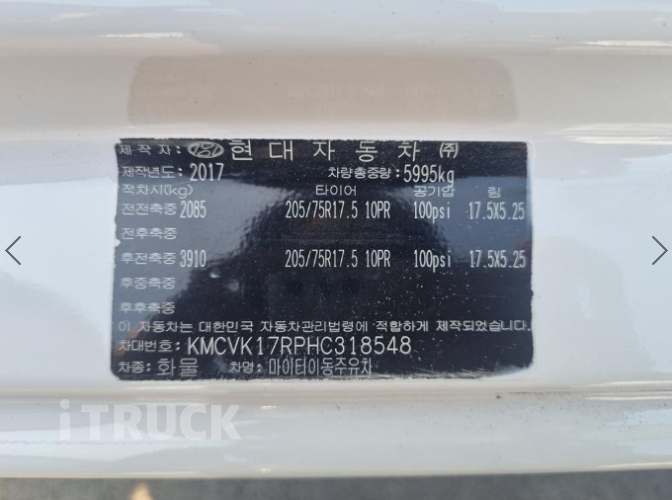 제작자: 현대자동차 (주)
제작년도: 2017 차량총중량: 5995kg
적차시(kg) 타이어 공기압 림
전전축중 2085 205/75R17.5 10PR 100psi 17.5X5.25
전후축중
후전축중 3910 205/75R17.5 10PR 100psi 17.5X5.25
후중축중
후후축중
이 자동차는 대한민국 자동차관리법령에 적합하게 제작되었습니다.
차대번호: KMCVK17RPHC318548
차종: 화물 차명: 마이티이동주유차
iTRUCK